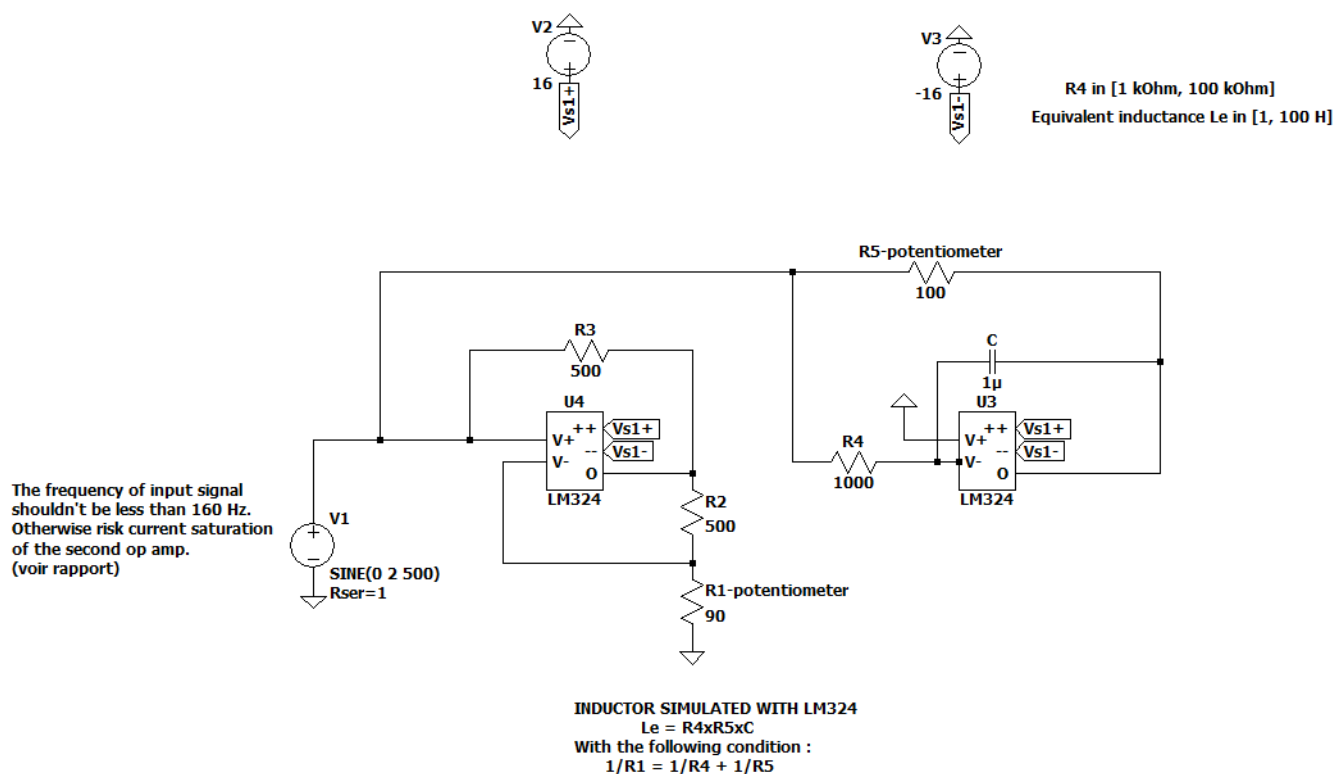 V2
16
Vs1+
V3
-16
Vs1-
R4 in [1 kOhm, 100 kOhm]
Equivalent inductance Le in [1, 100 H]
R5-potentiometer
100
R3
500
C
1µ
U4
++
Vs1+
V+
--
Vs1-
V-
O
LM324
U3
++
Vs1+
V+
--
Vs1-
V-
O
LM324
R4
1000
R2
500
The frequency of input signal
shouldn't be less than 160 Hz.
Otherwise risk current saturation
of the second op amp.
(voir rapport)
V1
+
−
SINE(0 2 500)
Rser=1
R1-potentiometer
90
INDUCTOR SIMULATED WITH LM324
Le = R4xR5xC
With the following condition :
1/R1 = 1/R4 + 1/R5